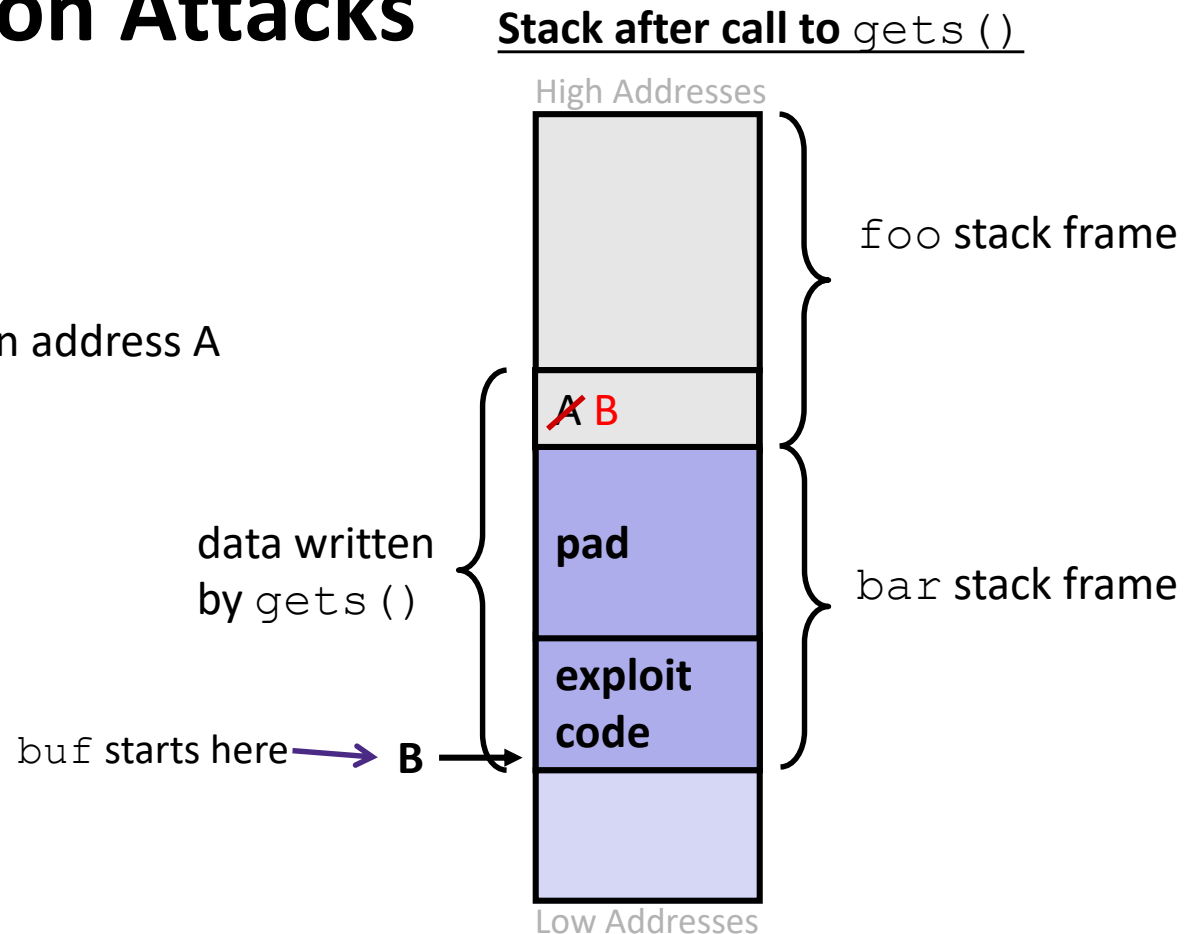 on Attacks
Stack after call to gets()
High Addresses
foo stack frame
n address A
A B
data written
by gets()
pad
bar stack frame
exploit
code
buf starts here
B
Low Addresses